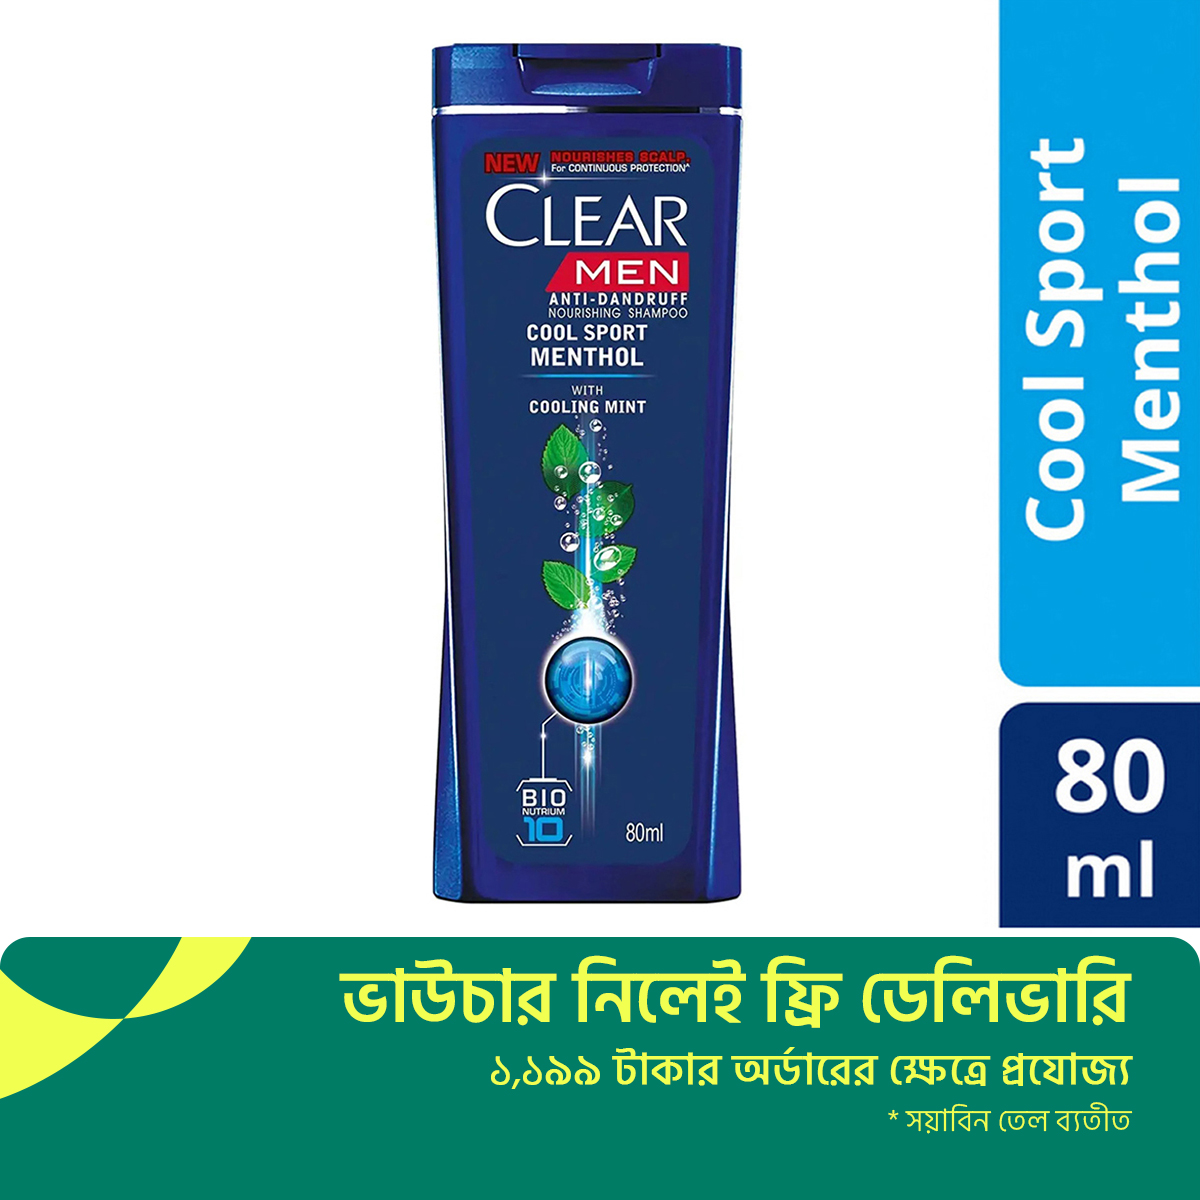 NEW NOURISHES SCALP.
For CONTINUOUS PROTECTION^
CLEAR
MEN
ANTI-DANDRUFF
NOURISHING SHAMPOO
COOL SPORT
MENTHOL
WITH
COOLING MINT
BIO
NUTRIUM
10
80ml
Cool Sport
Menthol
80
ml
ভাউচার নিলেই ফ্রি ডেলিভারি
১,১৯৯ টাকার অর্ডারের ক্ষেত্রে প্রযোজ্য
* সয়াবিন তেল ব্যতীত